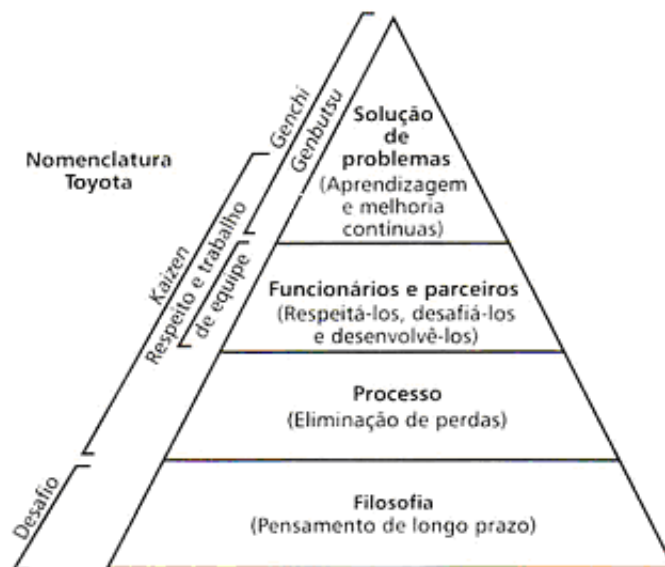 Nomenclatura
Toyota
Genchi
Genbutsu
Kaizen
Respeito e trabalho
de equipe
Desafio
Solução
de
problemas
(Aprendizagem
e melhoria
contínuas)
Funcionários e parceiros
(Respeitá-los, desafiá-los
e desenvolvê-los)
Processo
(Eliminação de perdas)
Filosofia
(Pensamento de longo prazo)